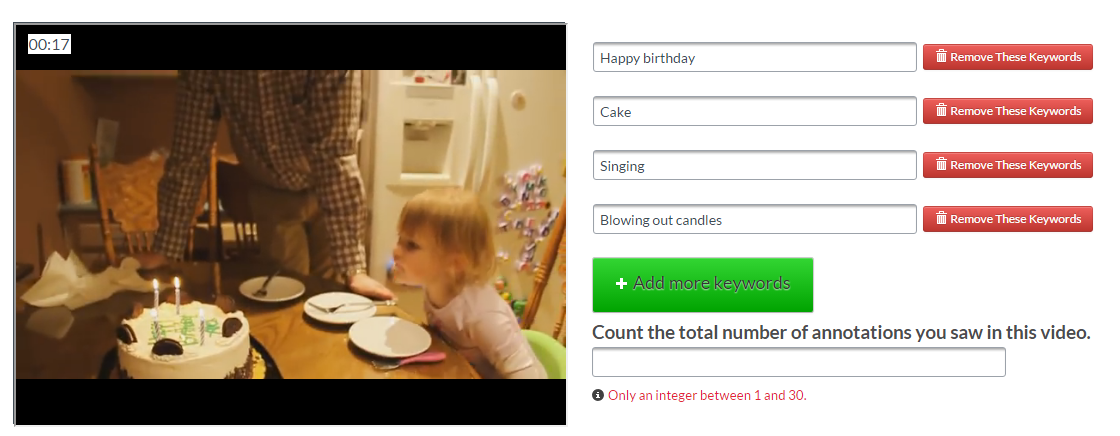 00:17
Happy birthday
Remove These Keywords
Cake
Remove These Keywords
Singing
Remove These Keywords
Blowing out candles
Remove These Keywords
+ Add more keywords
Count the total number of annotations you saw in this video.
Only an integer between 1 and 30.